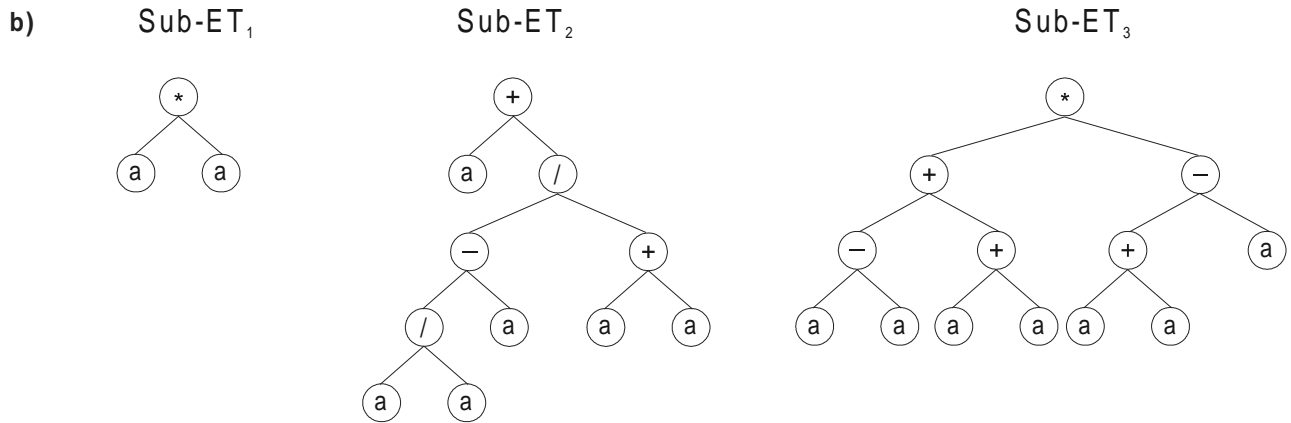 b) Sub-ET₁ Sub-ET₂ Sub-ET₃
* + *
a a a / + −
− + − + + a
/ a a a a a a a a a
a a